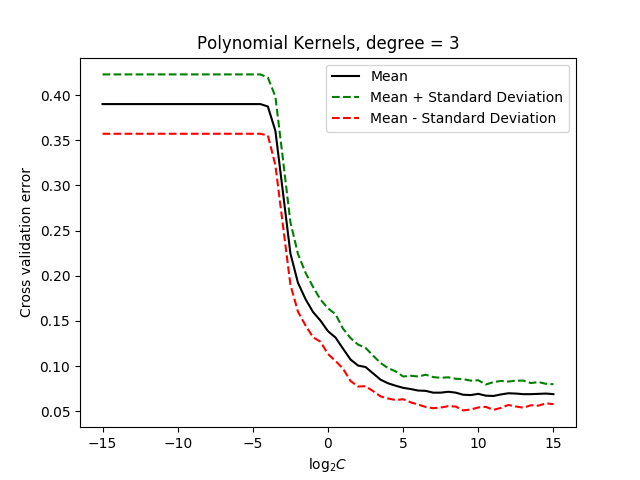 Polynomial Kernels, degree = 3
Mean
Mean + Standard Deviation
Mean - Standard Deviation
Cross validation error
0.40
0.35
0.30
0.25
0.20
0.15
0.10
0.05
−15
−10
−5
0
5
10
15
log₂C